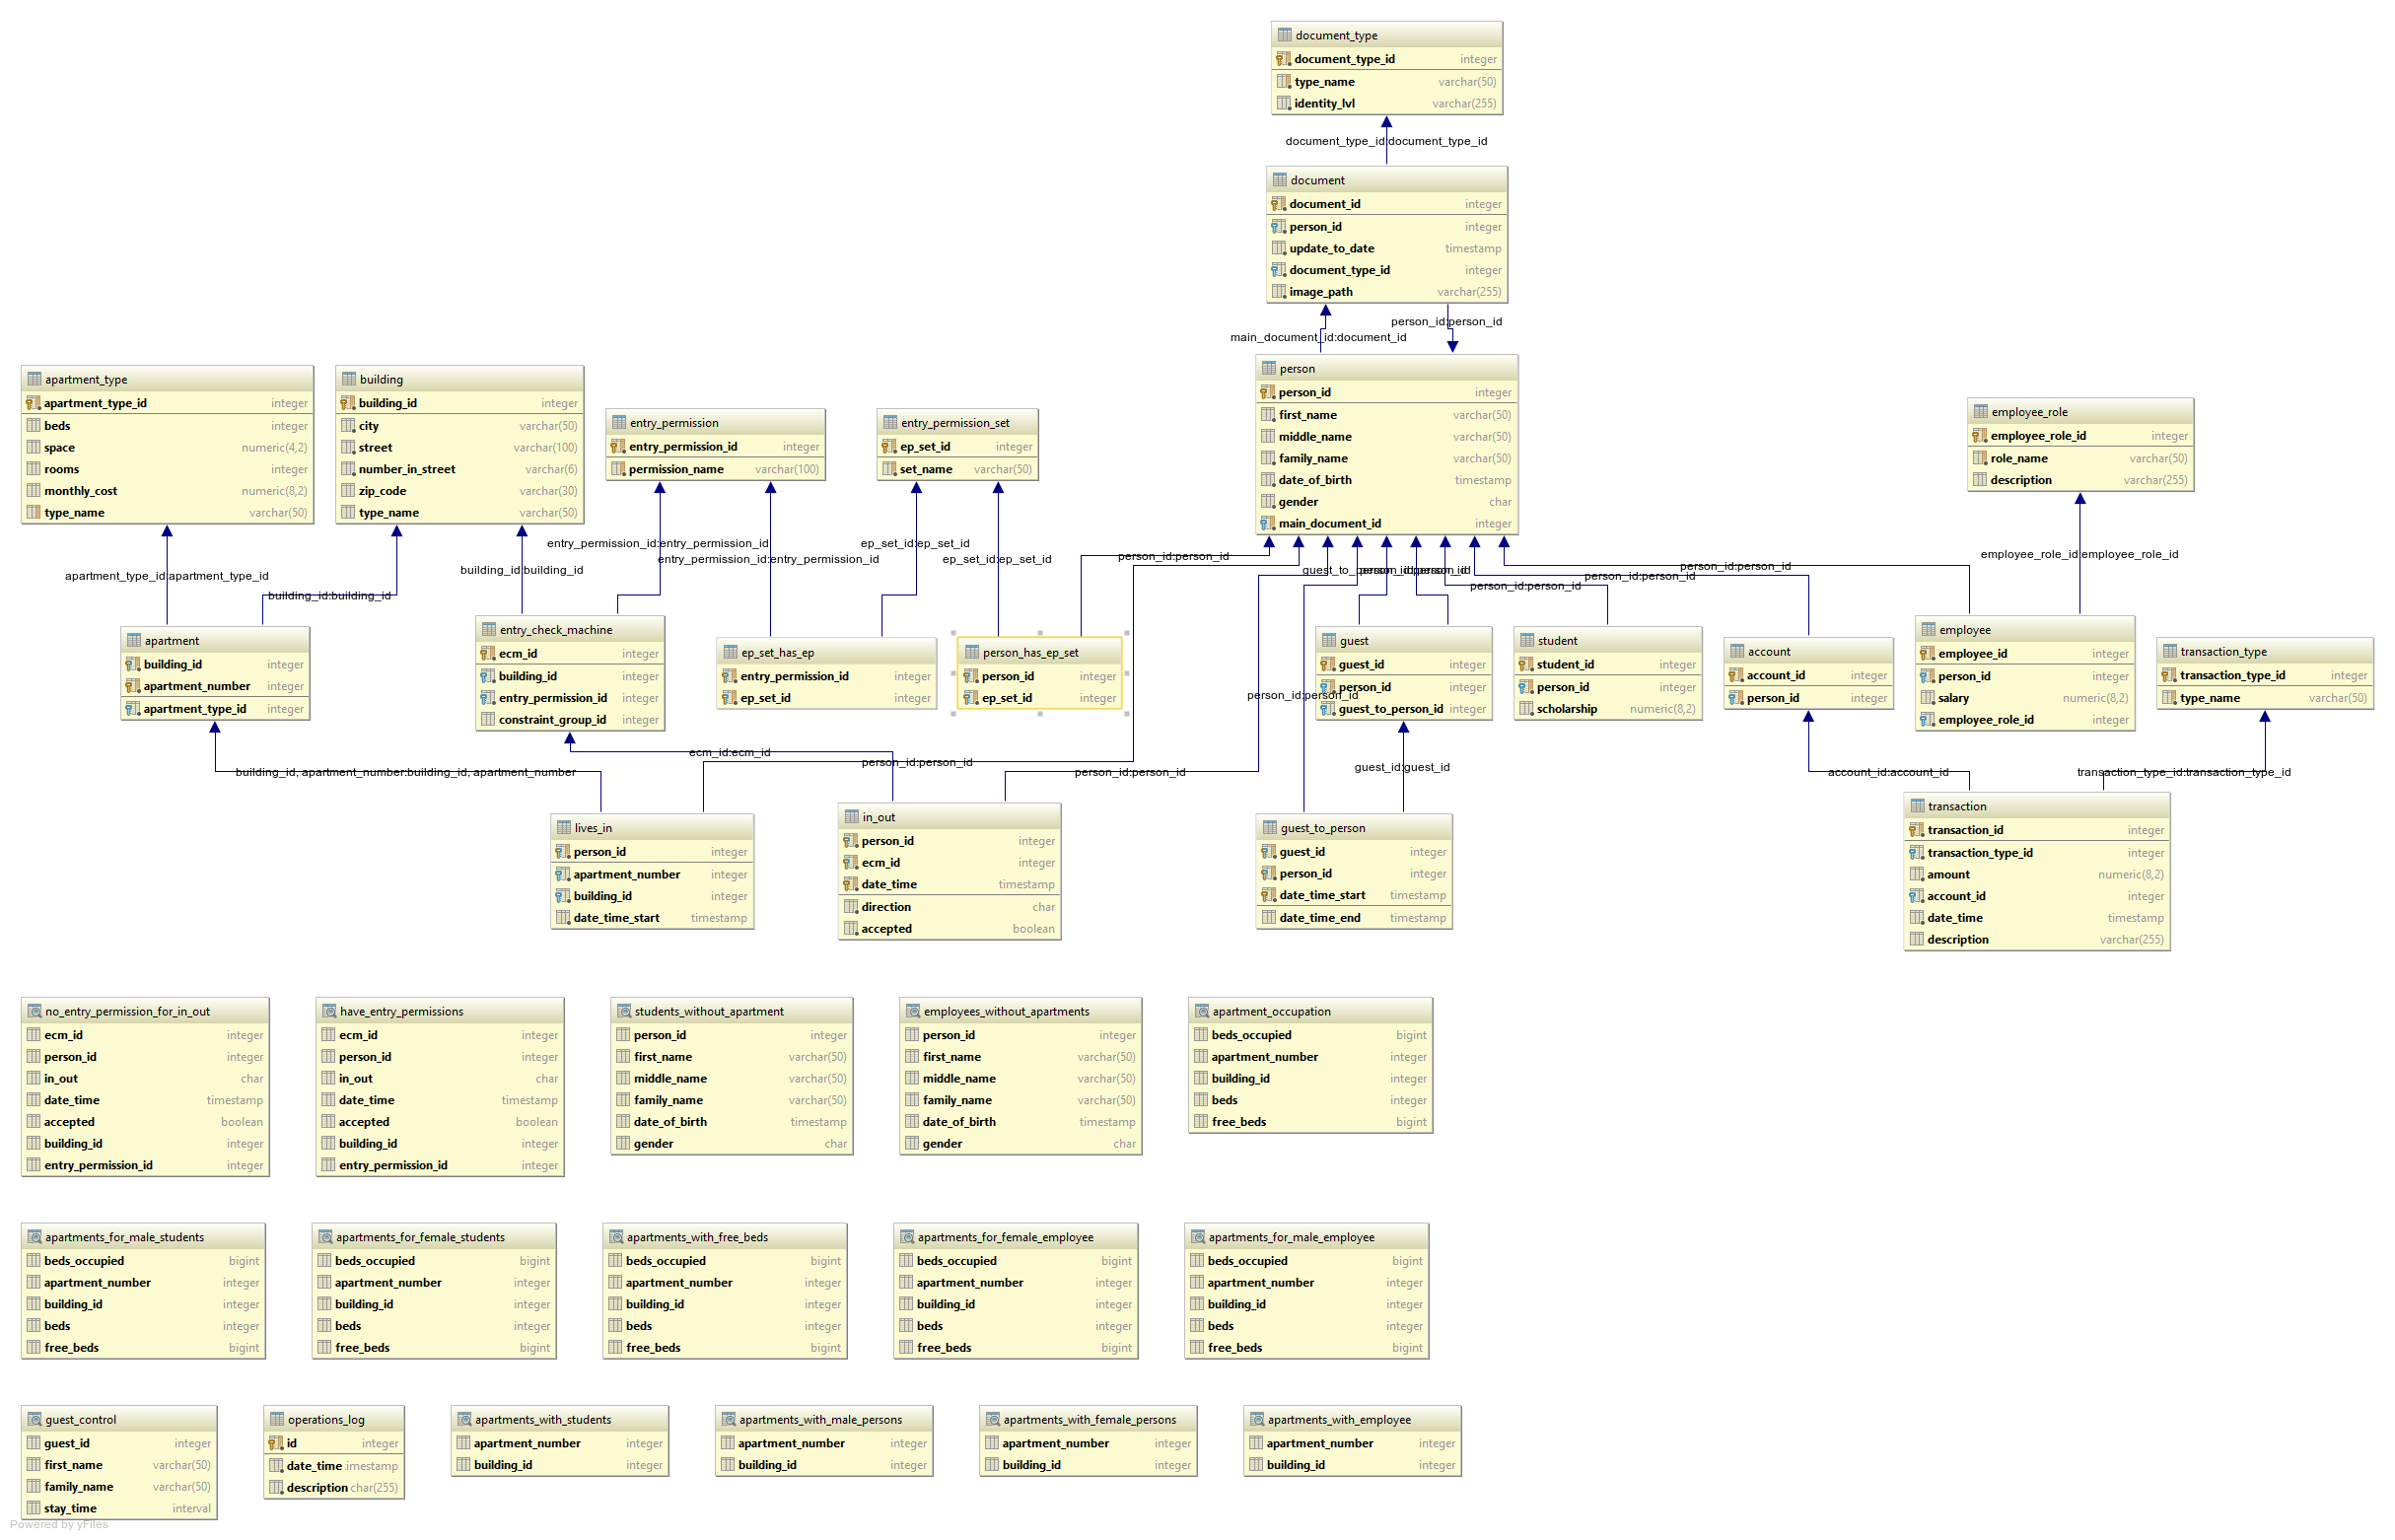 document_type
document_type_id integer
type_name varchar(50)
identity_lvl varchar(255)
document_type_id:document_type_id
document
document_id integer
person_id integer
update_to_date timestamp
document_type_id integer
image_path varchar(255)
person_id:person_id
main_document_id:document_id
person
person_id integer
first_name varchar(50)
middle_name varchar(50)
family_name varchar(50)
date_of_birth timestamp
gender char
main_document_id integer
apartment_type
apartment_type_id integer
beds integer
space numeric(4,2)
rooms integer
monthly_cost numeric(8,2)
type_name varchar(50)
building
building_id integer
city varchar(50)
street varchar(100)
number_in_street varchar(6)
zip_code varchar(30)
type_name varchar(50)
entry_permission
entry_permission_id integer
permission_name varchar(100)
entry_permission_set
ep_set_id integer
set_name varchar(50)
employee_role
employee_role_id integer
role_name varchar(50)
description varchar(255)
entry_permission_id:entry_permission_id
entry_permission_id:entry_permission_id
ep_set_id:ep_set_id
ep_set_id:ep_set_id
person_id:person_id
guest_to_person_id:person_id
person_id:person_id
person_id:person_id
person_id:person_id
employee_role_id:employee_role_id
apartment_type_id:apartment_type_id
building_id:building_id
building_id:building_id
apartment
building_id integer
apartment_number integer
apartment_type_id integer
entry_check_machine
ecm_id integer
building_id integer
entry_permission_id integer
constraint_group_id integer
ep_set_has_ep
entry_permission_id integer
ep_set_id integer
person_has_ep_set
person_id integer
ep_set_id integer
person_id:person_id
guest
guest_id integer
person_id integer
guest_to_person_id integer
student
student_id integer
person_id integer
scholarship numeric(8,2)
account
account_id integer
person_id integer
employee
employee_id integer
person_id integer
salary numeric(8,2)
employee_role_id integer
transaction_type
transaction_type_id integer
type_name varchar(50)
building_id, apartment_number:building_id, apartment_number
ecm_id:ecm_id
person_id:person_id
person_id:person_id
guest_id:guest_id
account_id:account_id
transaction_type_id:transaction_type_id
lives_in
person_id integer
apartment_number integer
building_id integer
date_time_start timestamp
in_out
person_id integer
ecm_id integer
date_time timestamp
direction char
accepted boolean
guest_to_person
guest_id integer
person_id integer
date_time_start timestamp
date_time_end timestamp
transaction
transaction_id integer
transaction_type_id integer
amount numeric(8,2)
account_id integer
date_time timestamp
description varchar(255)
no_entry_permission_for_in_out
ecm_id integer
person_id integer
in_out char
date_time timestamp
accepted boolean
building_id integer
entry_permission_id integer
have_entry_permissions
ecm_id integer
person_id integer
in_out char
date_time timestamp
accepted boolean
building_id integer
entry_permission_id integer
students_without_apartment
person_id integer
first_name varchar(50)
middle_name varchar(50)
family_name varchar(50)
date_of_birth timestamp
gender char
employees_without_apartments
person_id integer
first_name varchar(50)
middle_name varchar(50)
family_name varchar(50)
date_of_birth timestamp
gender char
apartment_occupation
beds_occupied bigint
apartment_number integer
building_id integer
beds integer
free_beds bigint
apartments_for_male_students
beds_occupied bigint
apartment_number integer
building_id integer
beds integer
free_beds bigint
apartments_for_female_students
beds_occupied bigint
apartment_number integer
building_id integer
beds integer
free_beds bigint
apartments_with_free_beds
beds_occupied bigint
apartment_number integer
building_id integer
beds integer
free_beds bigint
apartments_for_female_employee
beds_occupied bigint
apartment_number integer
building_id integer
beds integer
free_beds bigint
apartments_for_male_employee
beds_occupied bigint
apartment_number integer
building_id integer
beds integer
free_beds bigint
guest_control
guest_id integer
first_name varchar(50)
family_name varchar(50)
stay_time interval
operations_log
id integer
date_time imestamp
description char(255)
apartments_with_students
apartment_number integer
building_id integer
apartments_with_male_persons
apartment_number integer
building_id integer
apartments_with_female_persons
apartment_number integer
building_id integer
apartments_with_employee
apartment_number integer
building_id integer
Powered by yFiles